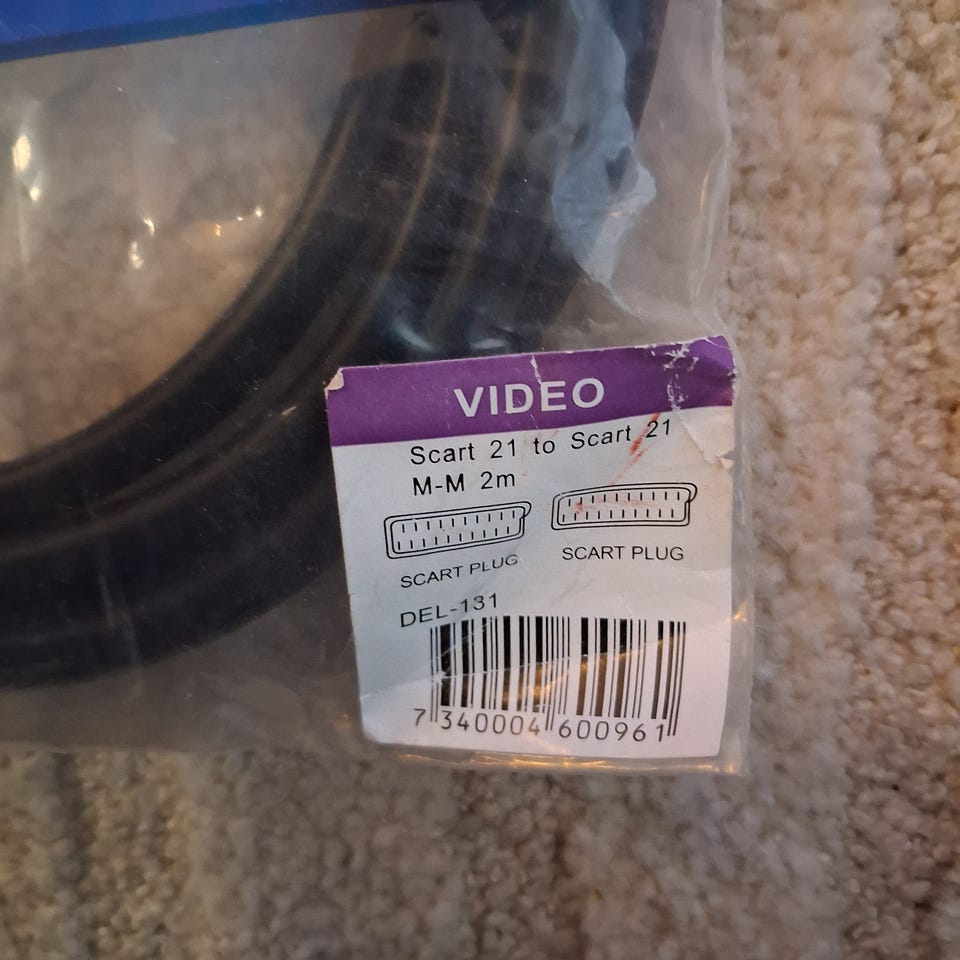 VIDEO
Scart 21 to Scart 21
M-M 2m
SCART PLUG SCART PLUG
DEL-131
7 340004 600961